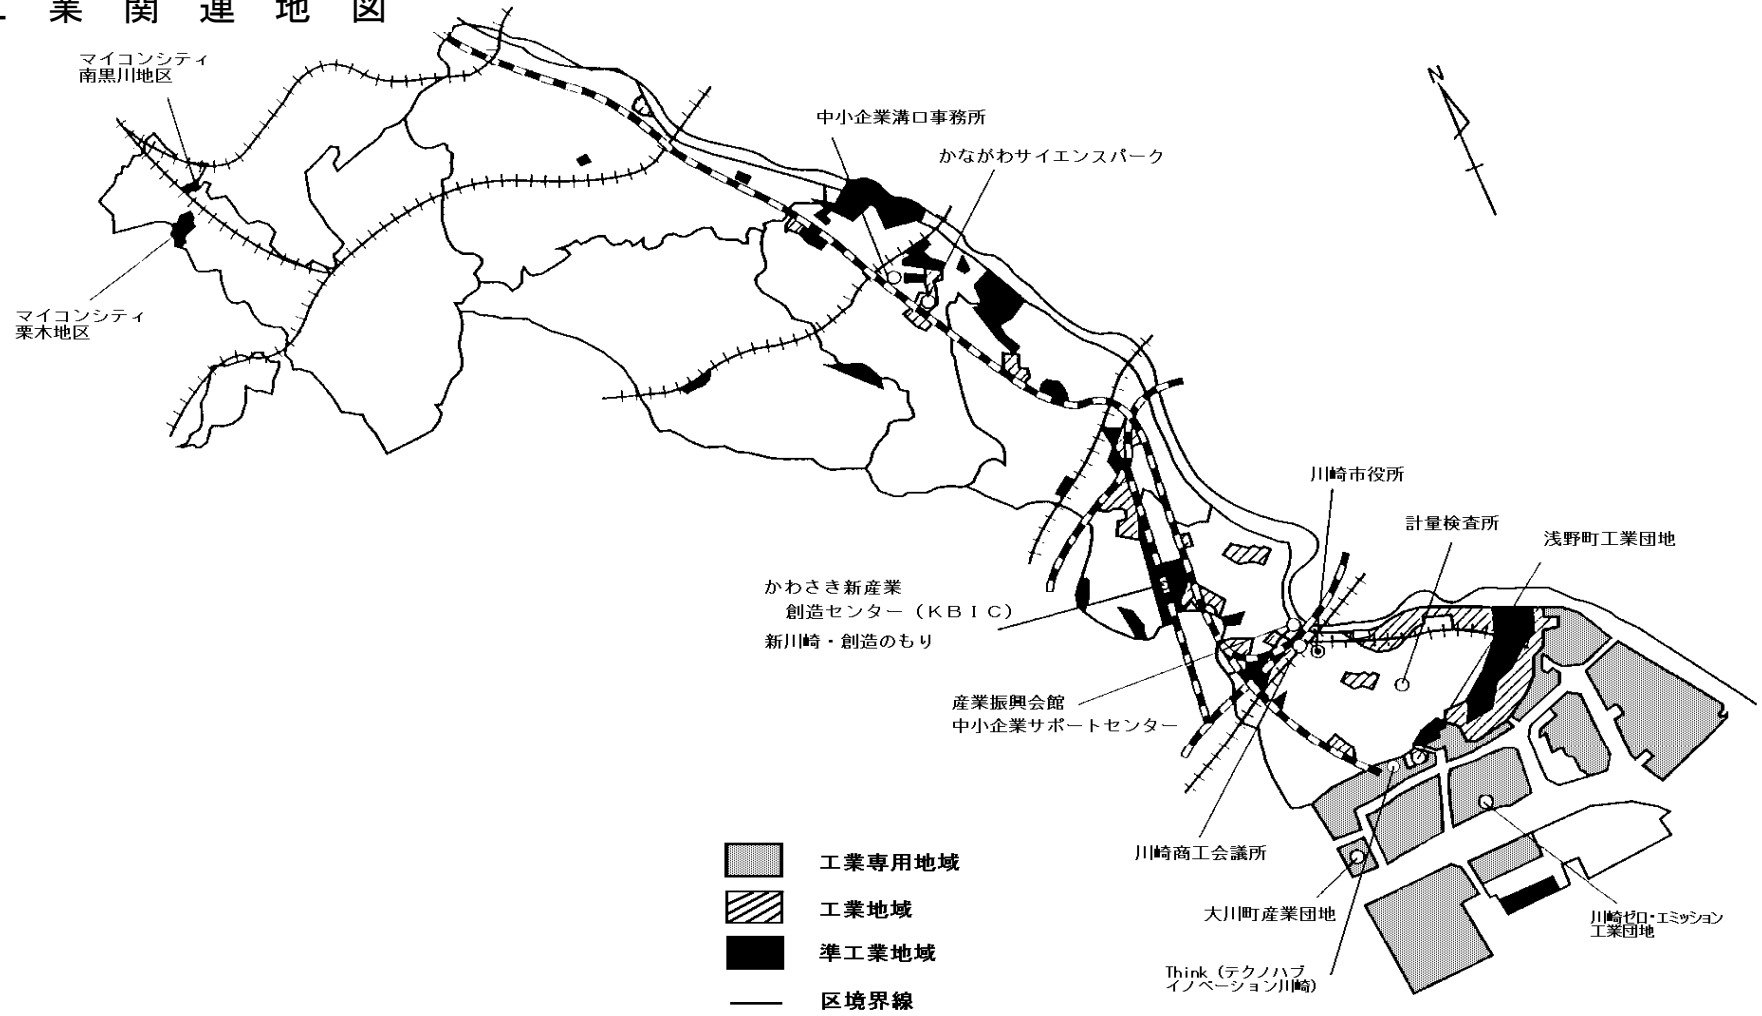 工業関連地図
マイコンシティ
南黒川地区
中小企業溝口事務所
かながわサイエンスパーク
N
マイコンシティ
栗木地区
川崎市役所
計量検査所
浅野町工業団地
かわさき新産業
創造センター（ＫＢＩＣ）
新川崎・創造のもり
産業振興会館
中小企業サポートセンター
川崎商工会議所
大川町産業団地
川崎ゼロ・エミッション
工業団地
Think（テクノハブ
イノベーション川崎）
工業専用地域
工業地域
準工業地域
区境界線